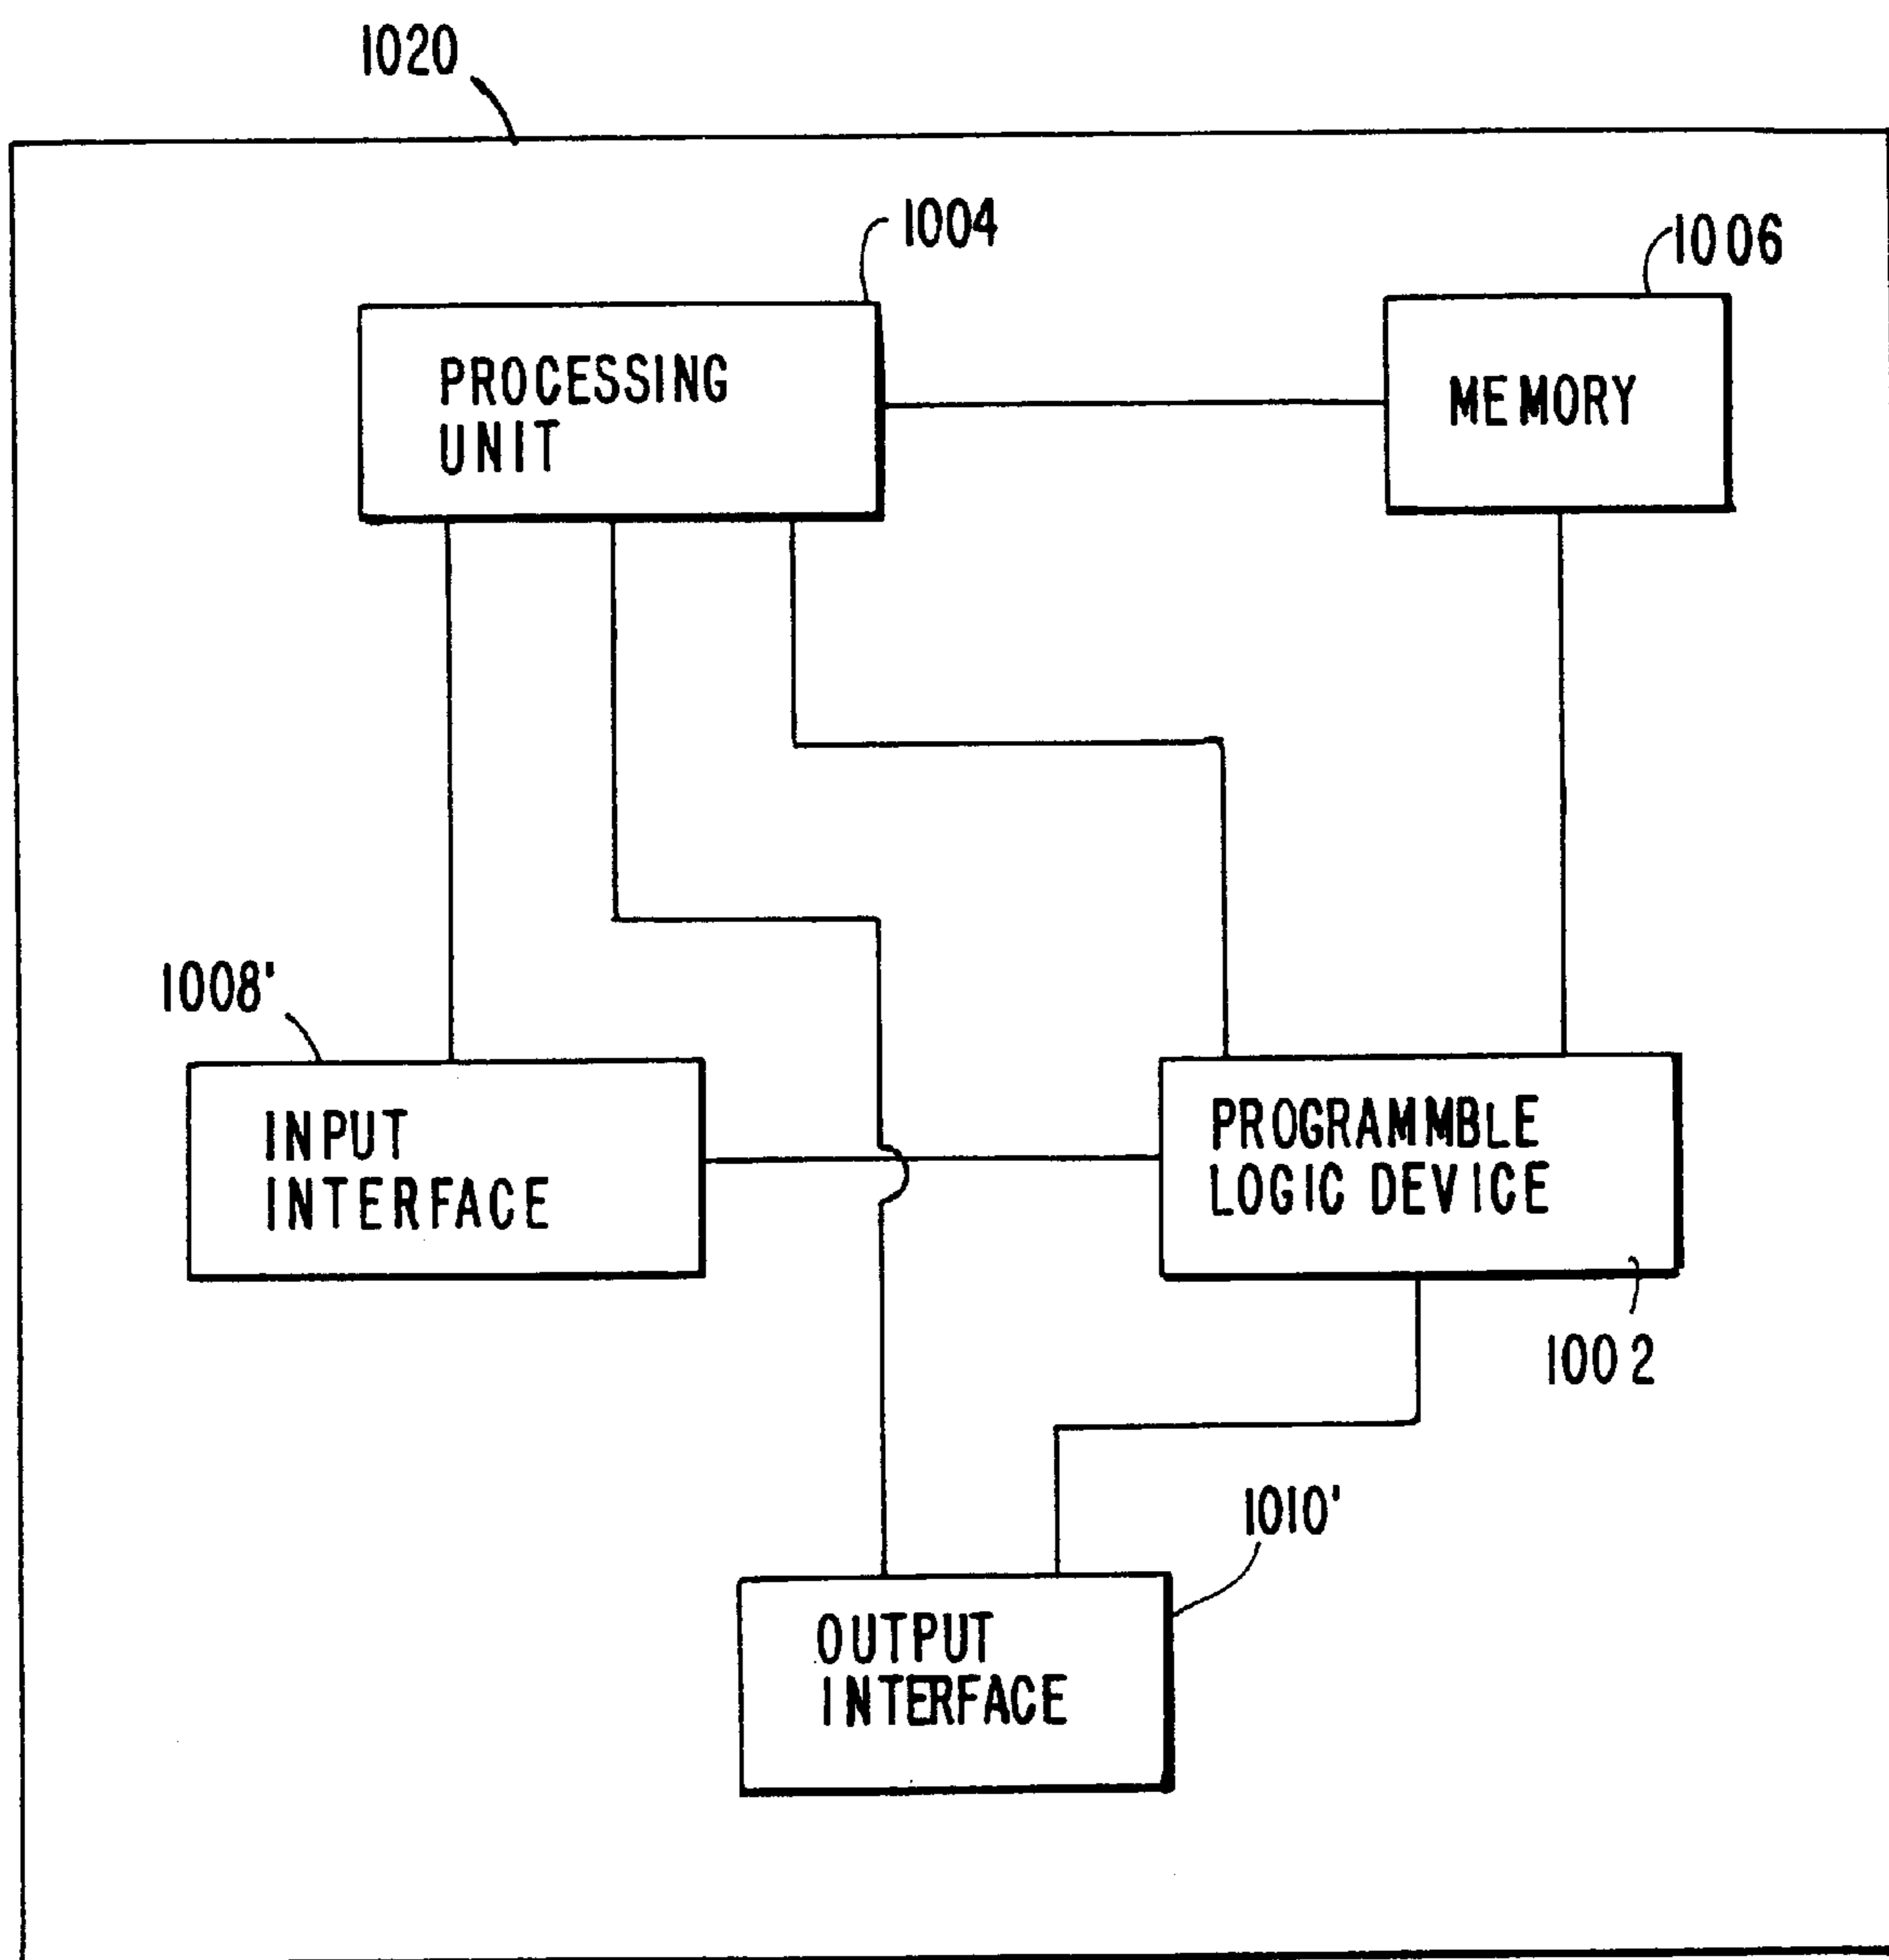 1020
1004
1006
PROCESSING
UNIT
MEMORY
1008'
INPUT
INTERFACE
PROGRAMMBLE
LOGIC DEVICE
1002
1010'
OUTPUT
INTERFACE